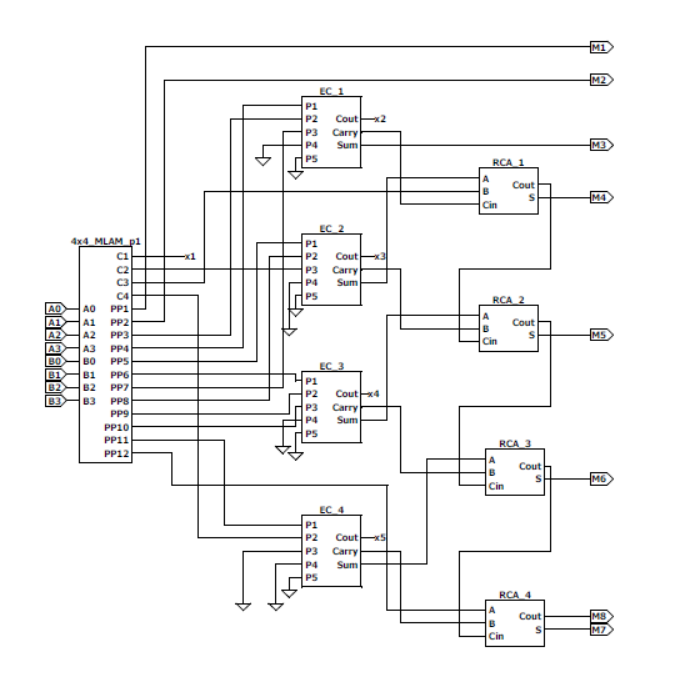 M1
M2
EC_1
P1
P2 Cout x2
P3 Carry
P4 Sum M3
P5
RCA_1
A
Cout
B
S M4
Cin
4x4_MLAM_p1
EC_2
P1
C1 x1 P2 Cout x3
C2 P3 Carry
C3 P4 Sum
C4 P5
RCA_2
A0 A0 PP1
A1 A1 PP2 A
Cout
A2 A2 PP3 B
S M5
A3 A3 PP4 Cin
B0 B0 PP5
EC_3
B1 B1 PP6 P1
B2 B2 PP7
P2 Cout x4
B3 B3 PP8
PP9 P3 Carry
PP10 P4 Sum
PP11 P5
PP12
RCA_3
A
Cout
B
S M6
Cin
EC_4
P1
P2 Cout x5
P3 Carry
P4 Sum
P5
RCA_4
A
Cout M8
B
S M7
Cin